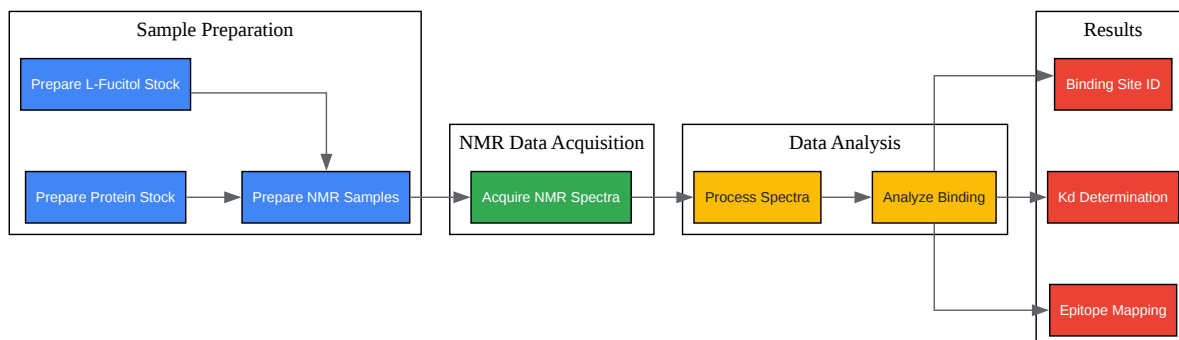 Sample Preparation
Prepare L-Fucitol Stock
Prepare Protein Stock
Prepare NMR Samples
NMR Data Acquisition
Acquire NMR Spectra
Data Analysis
Process Spectra
Analyze Binding
Results
Binding Site ID
Kd Determination
Epitope Mapping